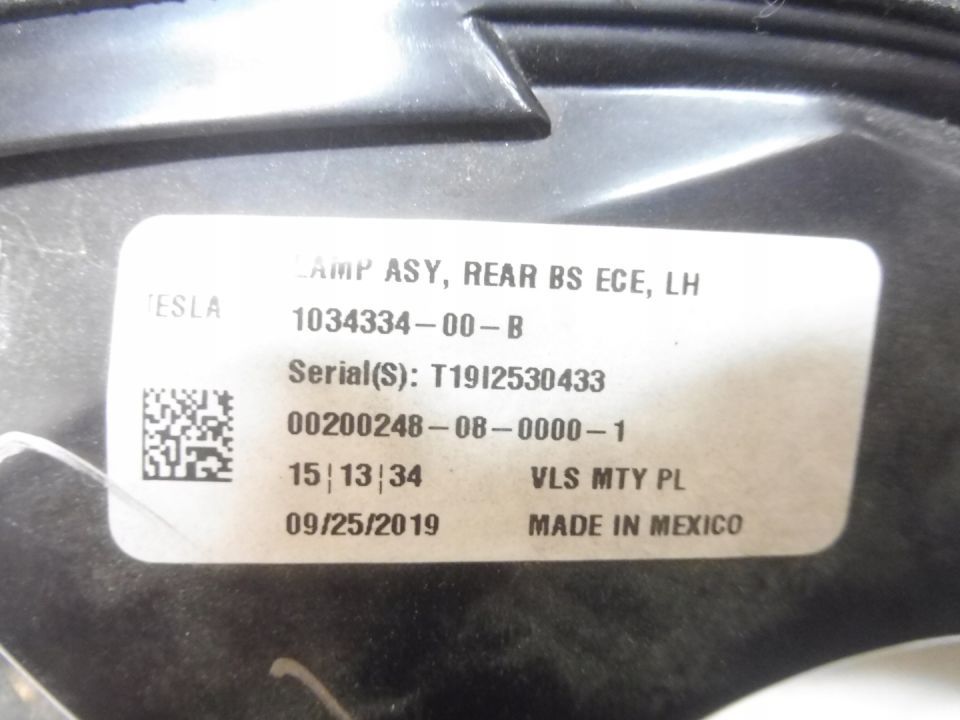 LAMP ASY, REAR BS ECE, LH
TESLA
1034334-00-B
Serial(S): T19I2530433
00200248-08-0000-1
15¦13¦34 VLS MTY PL
09/25/2019 MADE IN MEXICO